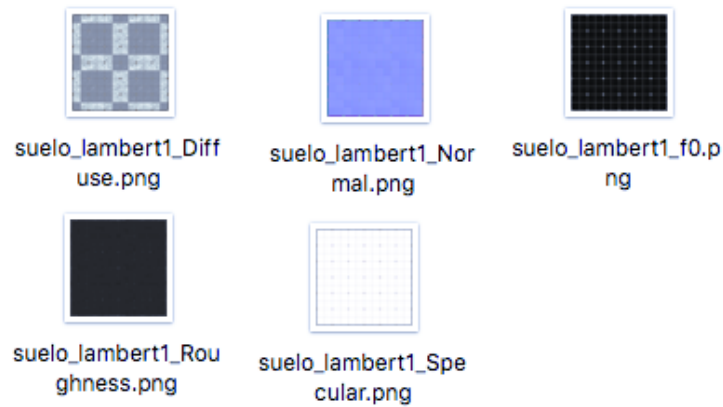 suelo_lambert1_Diff
use.png
suelo_lambert1_Nor
mal.png
suelo_lambert1_f0.p
ng
suelo_lambert1_Rou
ghness.png
suelo_lambert1_Spe
cular.png